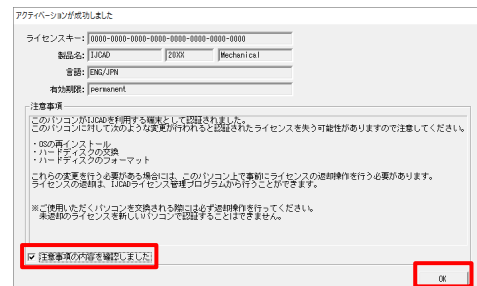 アクティベーションが成功しました
ライセンスキー: 0000-0000-0000-0000-0000-0000-0000-0000
製品名: IJCAD 20XX Mechanical
言語: ENG/JPN
有効期限: permanent
注意事項
このパソコンがIJCADを利用する端末として認証されました。
このパソコンに対して次のような変更が行われると認証されたライセンスを失う可能性がありますので注意してください。
・OSの再インストール
・ハードディスクの交換
・ハードディスクのフォーマット
これらの変更を行う必要がある場合には、このパソコン上で事前にライセンスの返却操作を行う必要があります。
ライセンスの返却は、IJCADライセンス管理プログラムから行うことができます。
※ご使用いただくパソコンを交換される際には必ず返却操作を行ってください。
未返却のライセンスを新しいパソコンで認証することはできません。
注意事項の内容を確認しました
OK